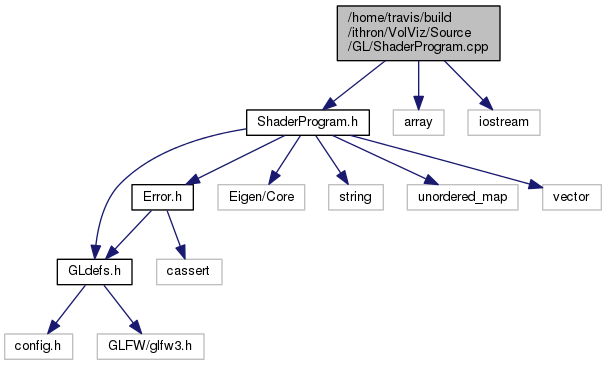 /home/travis/build
/ithron/VolViz/Source
/GL/ShaderProgram.cpp
ShaderProgram.h
array
iostream
Error.h
Eigen/Core
string
unordered_map
vector
GLdefs.h
cassert
config.h
GLFW/glfw3.h